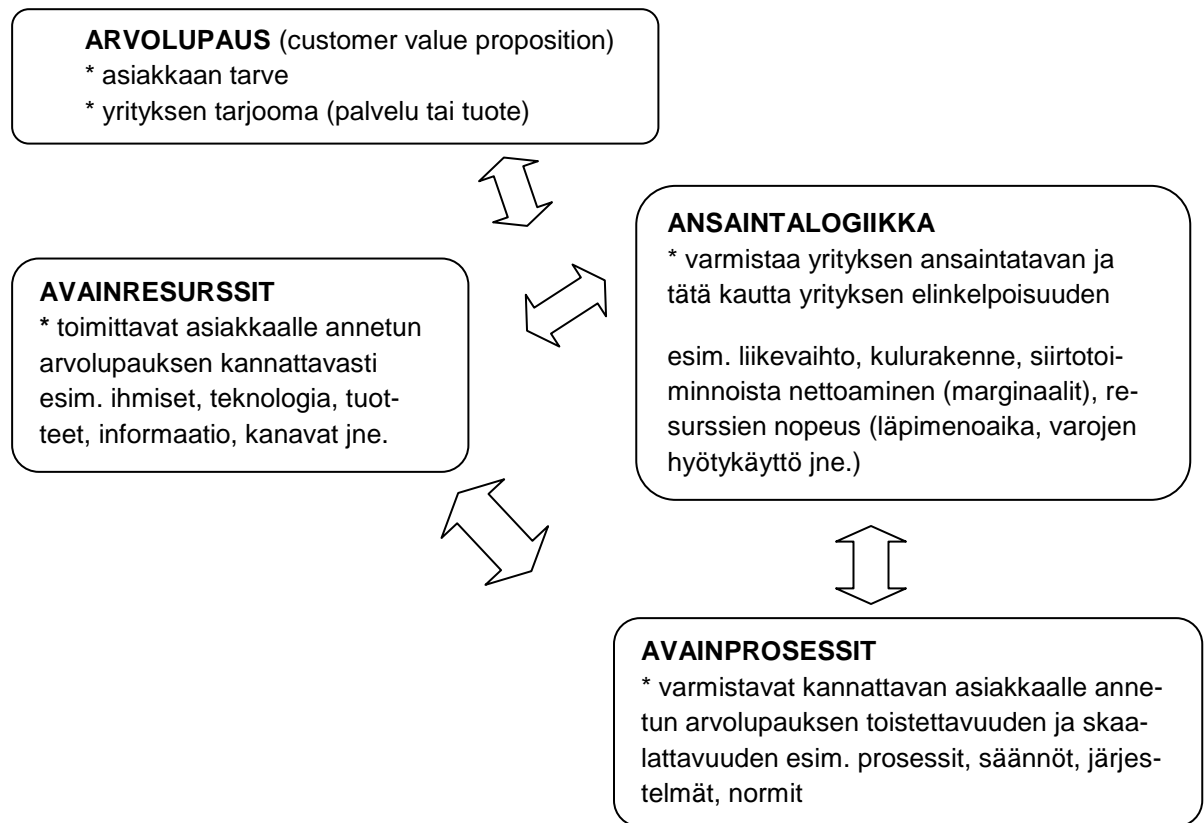 ARVOLUPAUS (customer value proposition)
* asiakkaan tarve
* yrityksen tarjooma (palvelu tai tuote)
ANSAINTALOGIIKKA
* varmistaa yrityksen ansaintatavan ja
tätä kautta yrityksen elinkelpoisuuden
esim. liikevaihto, kulurakenne, siirtotoi-
minnoista nettoaminen (marginaalit), re-
surssien nopeus (läpimenoaika, varojen
hyötykäyttö jne.)
AVAINRESURSSIT
* toimittavat asiakkaalle annetun
arvolupauksen kannattavasti
esim. ihmiset, teknologia, tuot-
teet, informaatio, kanavat jne.
AVAINPROSESSIT
* varmistavat kannattavan asiakkaalle anne-
tun arvolupauksen toistettavuuden ja skaa-
lattavuuden esim. prosessit, säännöt, järjes-
telmät, normit